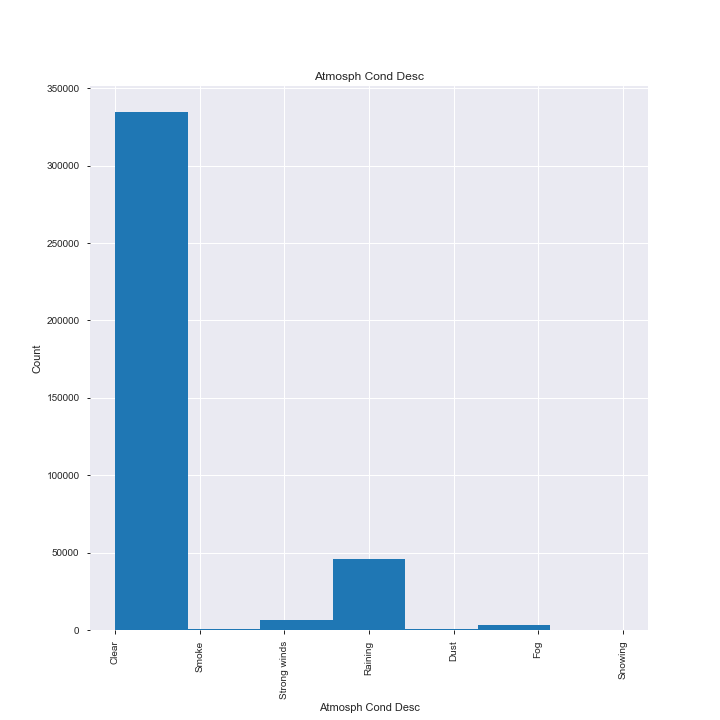 Atmosph Cond Desc
350000
300000
250000
200000
150000
100000
50000
0
Count
Clear
Smoke
Strong winds
Raining
Dust
Fog
Snowing
Atmosph Cond Desc